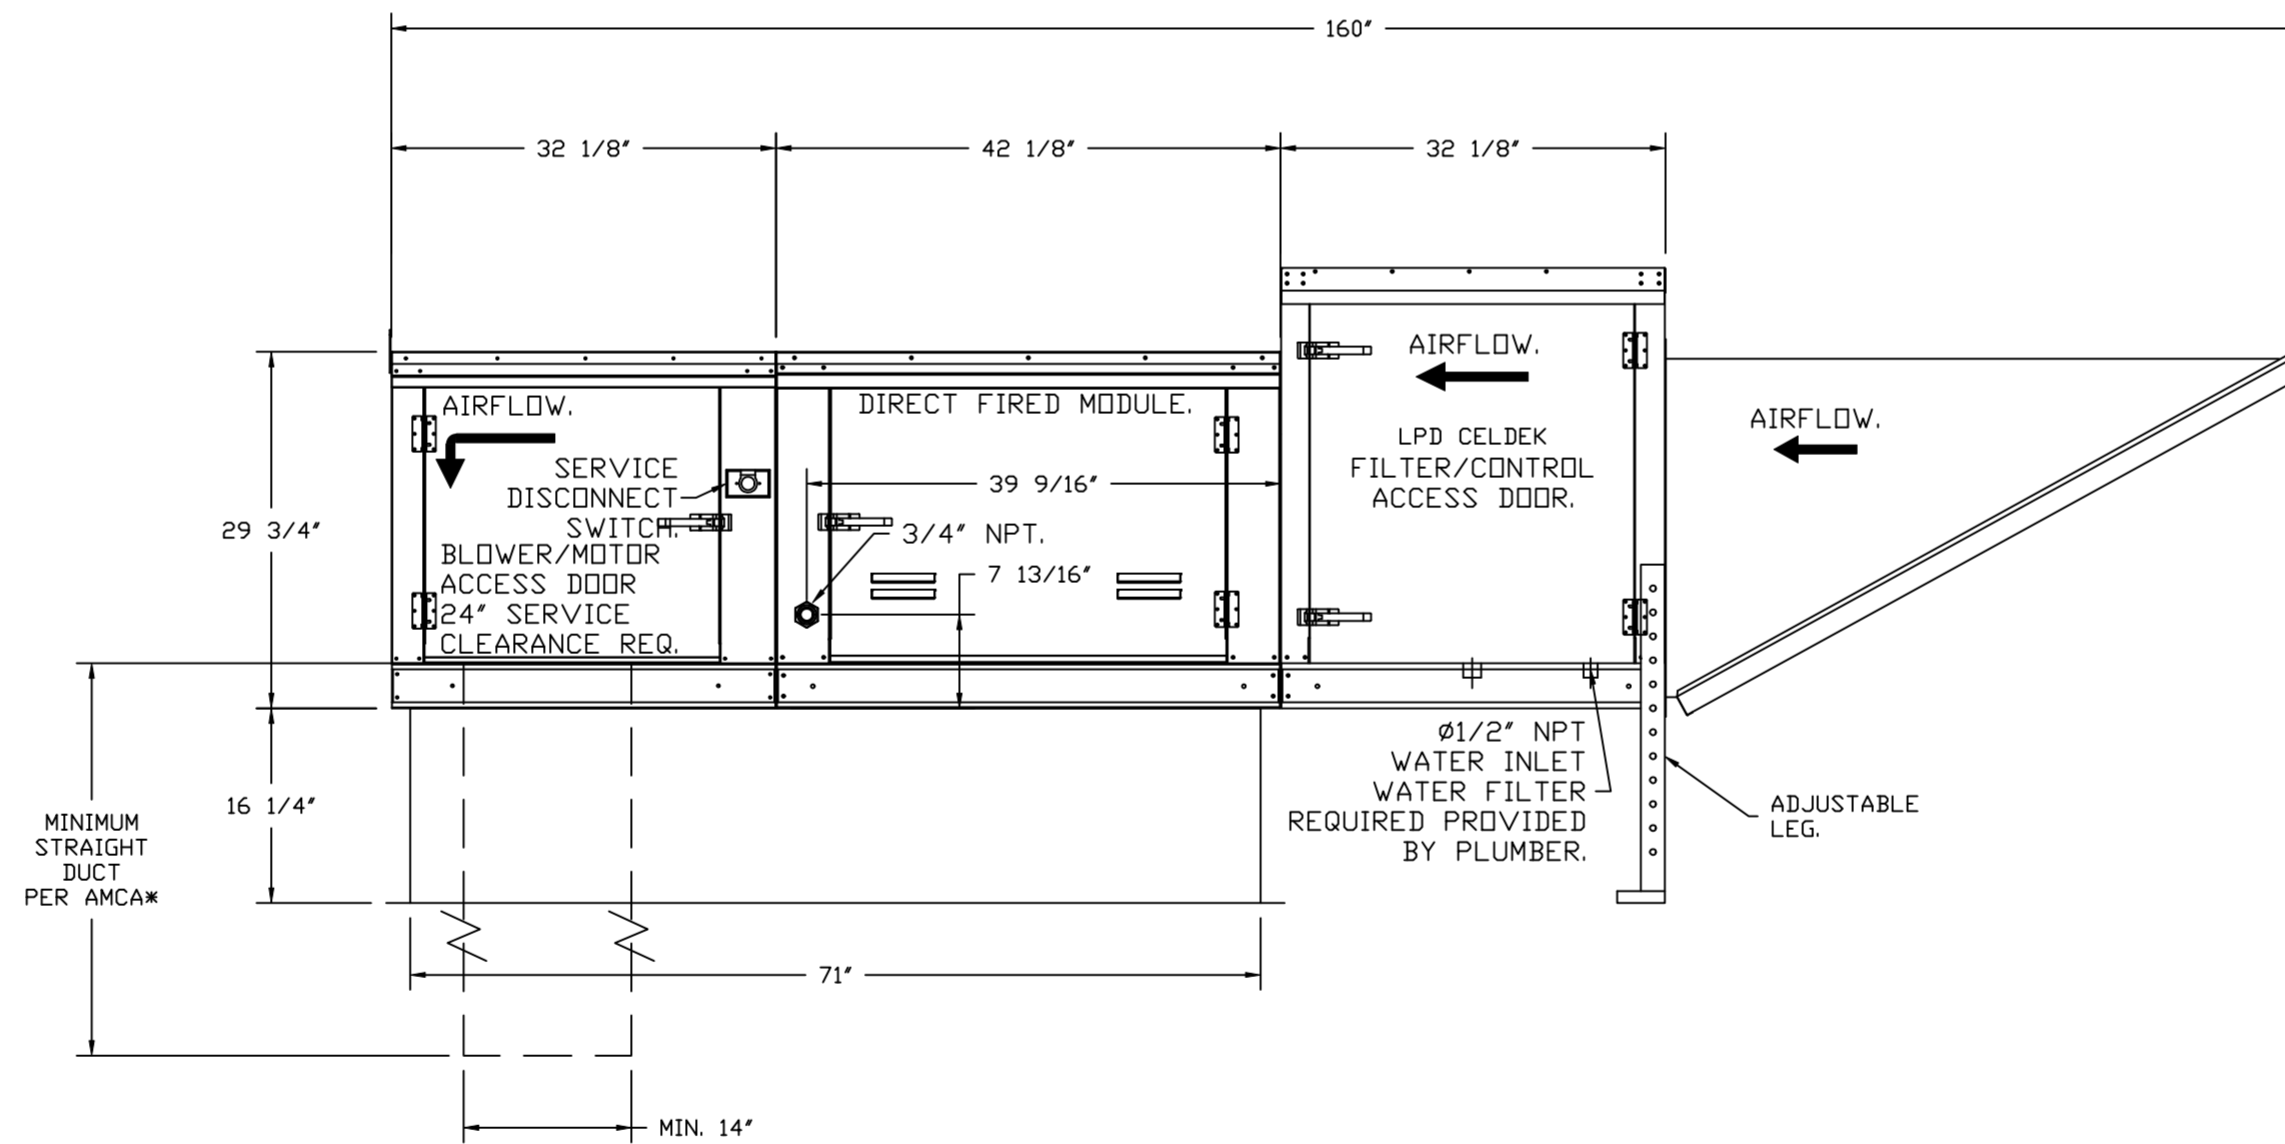 160"
32 1/8"
42 1/8"
32 1/8"
AIRFLOW.
DIRECT FIRED MODULE.
AIRFLOW.
AIRFLOW.
LPD CELDEK
FILTER/CONTROL
ACCESS DOOR.
SERVICE
DISCONNECT
SWITCH.
39 9/16"
3/4" NPT.
29 3/4"
BLOWER/MOTOR
ACCESS DOOR
24" SERVICE
CLEARANCE REQ.
7 13/16"
Ø1/2" NPT
WATER INLET
WATER FILTER
REQUIRED PROVIDED
BY PLUMBER.
16 1/4"
ADJUSTABLE
LEG.
MINIMUM
STRAIGHT
DUCT
PER AMCA*
71"
MIN. 14"